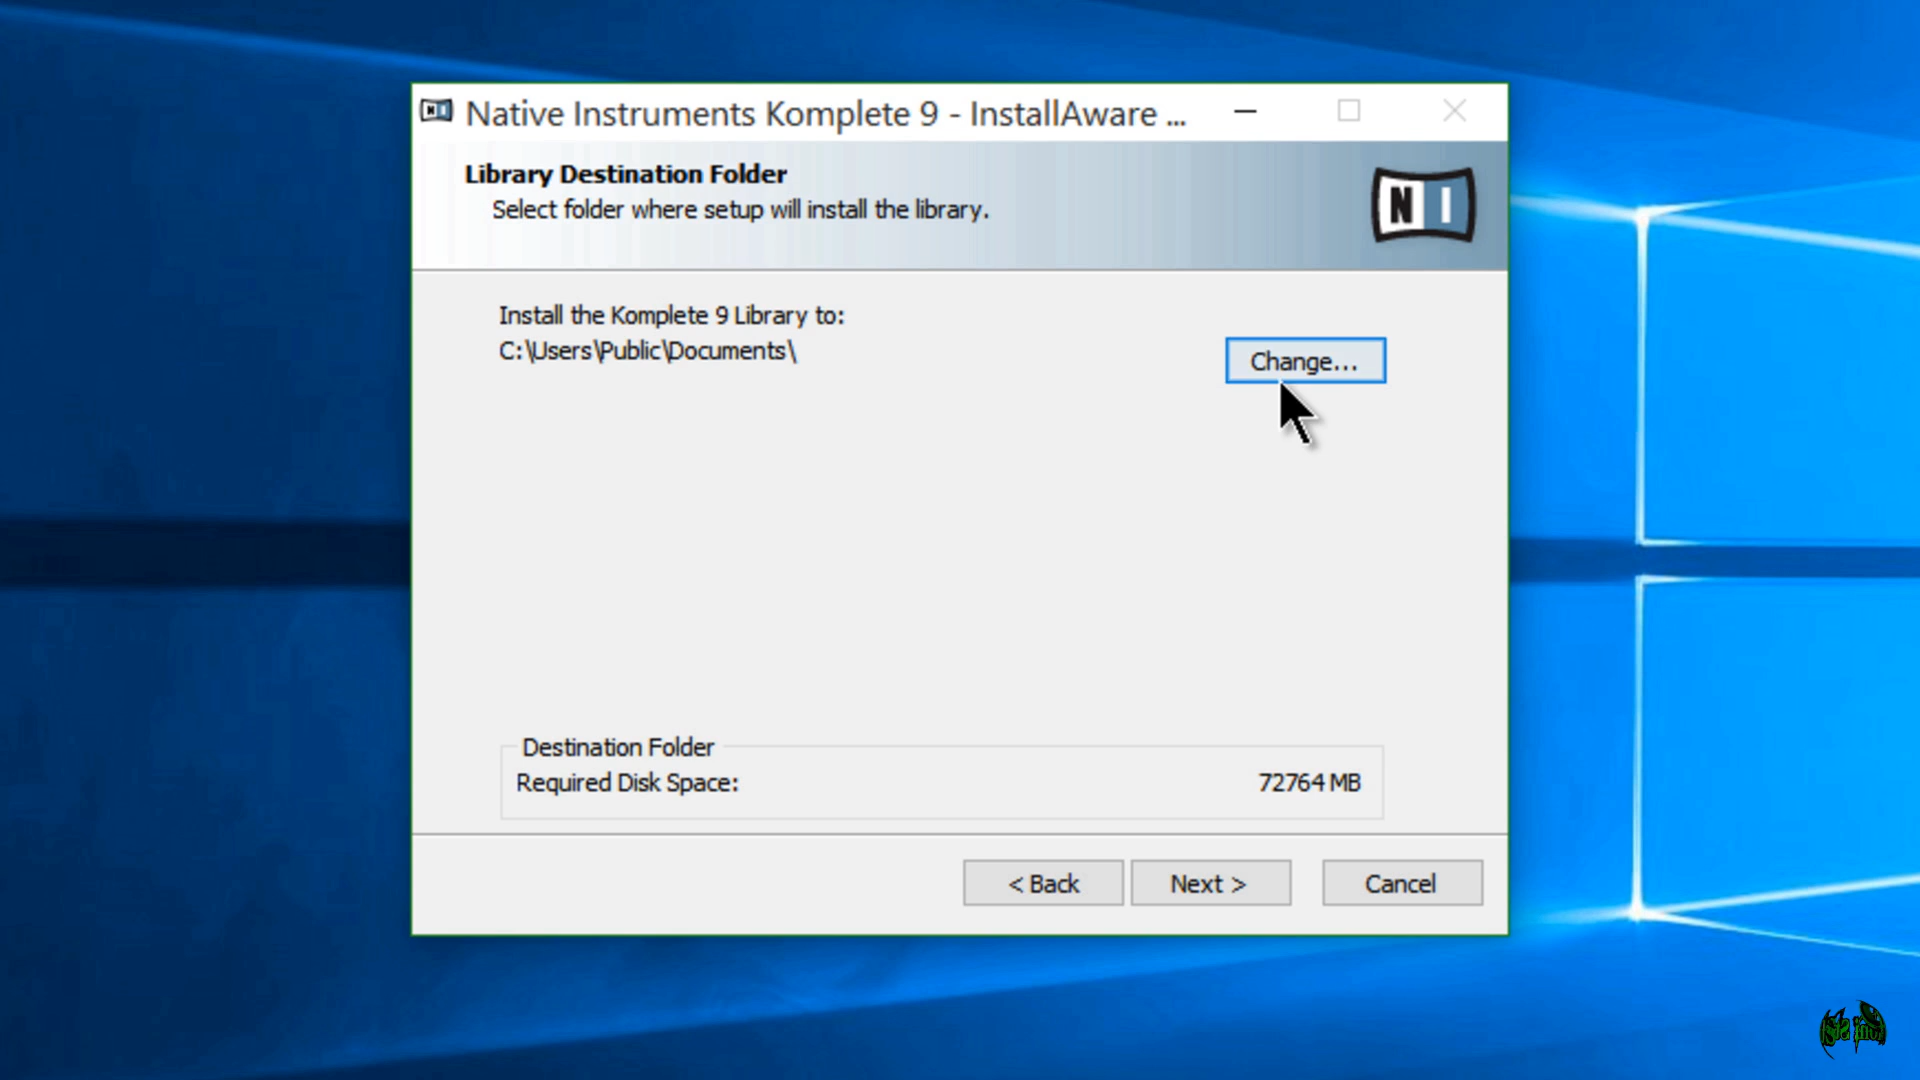 Native Instruments Komplete 9 - InstallAware ...
Library Destination Folder
Select folder where setup will install the library.
N I
Install the Komplete 9 Library to:
C:\Users\Public\Documents\
Change...
Destination Folder
Required Disk Space: 72764 MB
< Back Next > Cancel